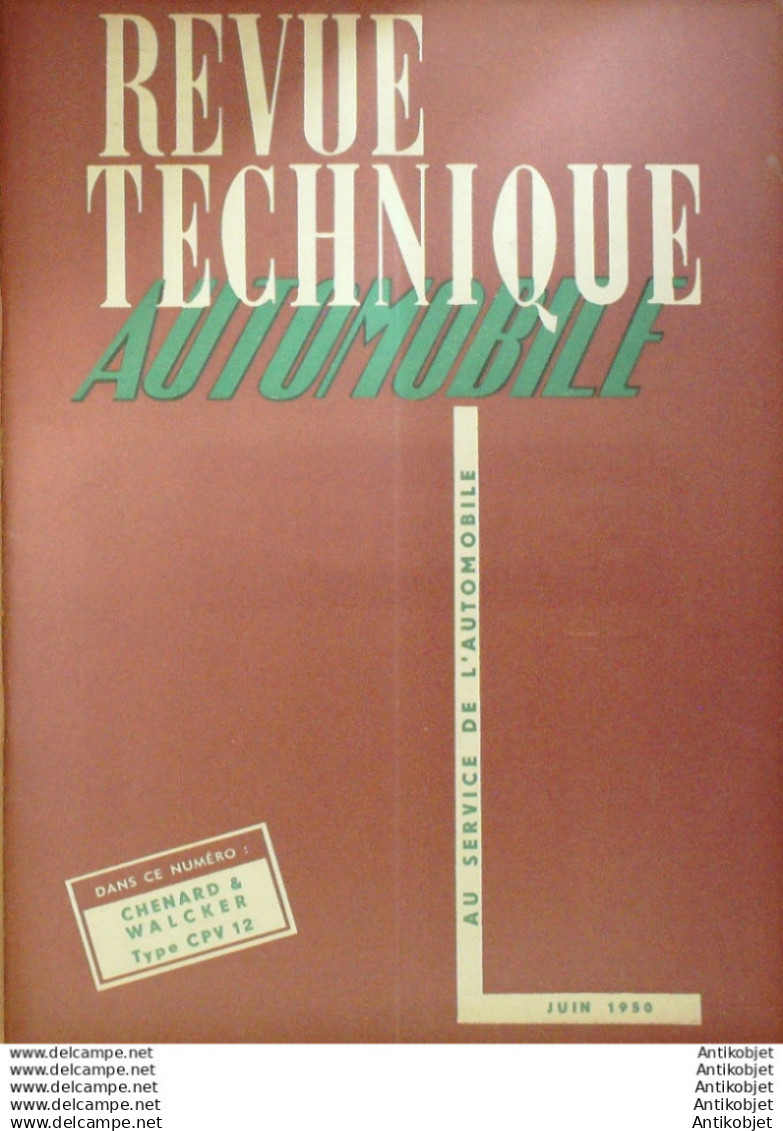 REVUE
TECHNIQUE
AUTOMOBILE
AU SERVICE DE L'AUTOMOBILE
DANS CE NUMÉRO :
CHENARD &
WALCKER
Type CPV 12
JUIN 1950
www.delcampe.net
www.delcampe.net
www.delcampe.net
www.delcampe.net
www.delcampe.net
Antikobjet
Antikobjet
Antikobjet
Antikobjet
Antikobjet